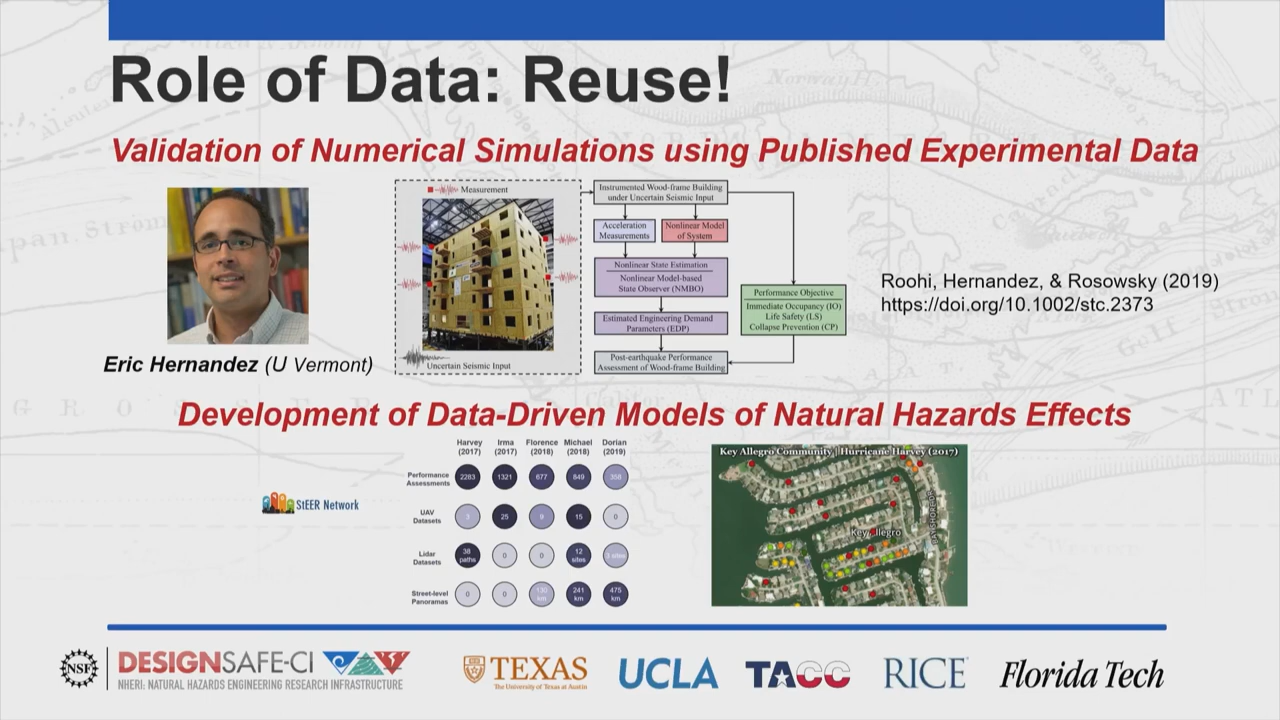 Role of Data: Reuse!
Validation of Numerical Simulations using Published Experimental Data
Measurement
Uncertain Seismic Input
Instrumented Wood-frame Building
under Uncertain Seismic Input
Acceleration
Measurements
Nonlinear Model
of System
Nonlinear State Estimation
Nonlinear Model-based
State Observer (NMBO)
Estimated Engineering Demand
Parameters (EDP)
Post-earthquake Performance
Assessment of Wood-frame Building
Performance Objective
Immediate Occupancy (IO)
Life Safety (LS)
Collapse Prevention (CP)
Roohi, Hernandez, & Rosowsky (2019)
https://doi.org/10.1002/stc.2373
Eric Hernandez (U Vermont)
Development of Data-Driven Models of Natural Hazards Effects
StEER Network
Harvey (2017) Irma (2017) Florence (2018) Michael (2018) Dorian (2019)
Performance Assessments 2283 1321 677 849 358
UAV Datasets 25 9 15 0
Lidar Datasets 38 paths 0 0 12 sites
Street-level Panoramas 0 0 130 km 241 km 475 km
Key Allegro Community | Hurricane Harvey (2017)
Key Allegro
NSF
DESIGNSAFE-CI
NHERI: NATURAL HAZARDS ENGINEERING RESEARCH INFRASTRUCTURE
TEXAS
The University of Texas at Austin
UCLA
TACC
RICE
Florida Tech